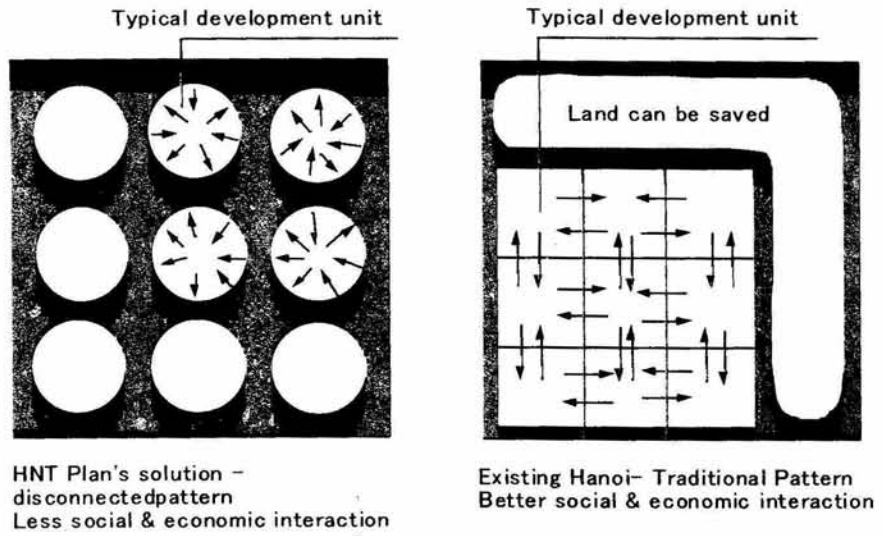 Typical development unit
Typical development unit
Land can be saved
HNT Plan's solution –
disconnectedpattern
Less social & economic interaction
Existing Hanoi– Traditional Pattern
Better social & economic interaction